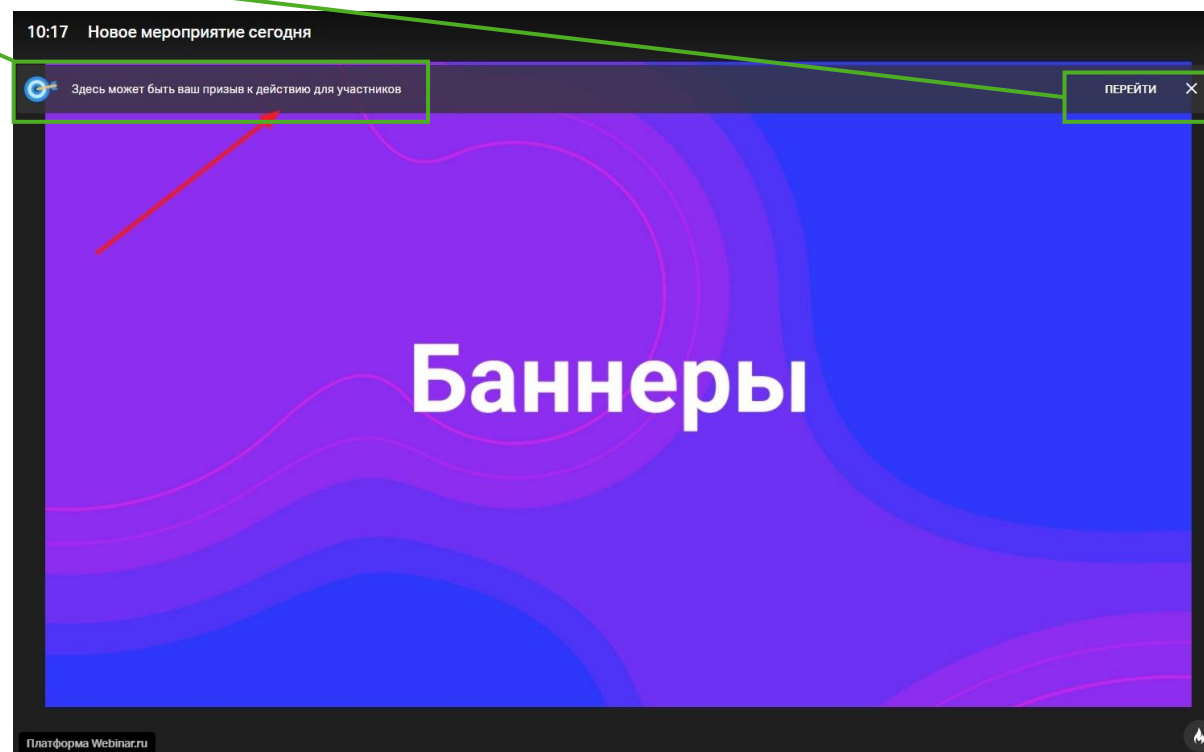 10:17 Новое мероприятие сегодня
Здесь может быть ваш призыв к действию для участников ПЕРЕЙТИ
Баннеры
Платформа Webinar.ru